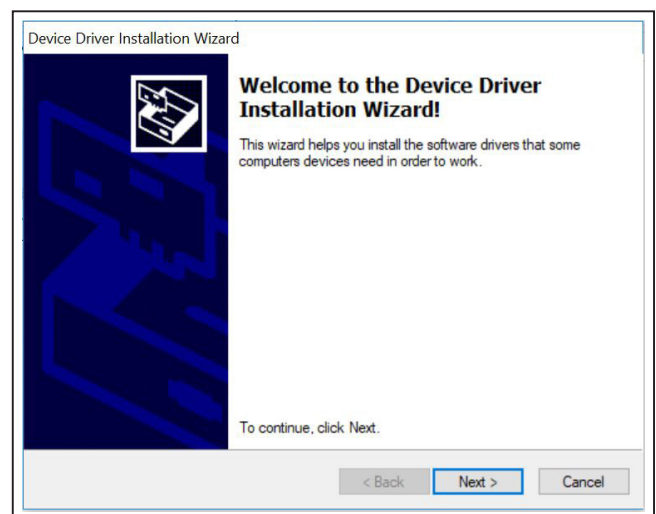 Device Driver Installation Wizard
Welcome to the Device Driver
Installation Wizard!
This wizard helps you install the software drivers that some
computers devices need in order to work.
To continue, click Next.
< Back Next > Cancel